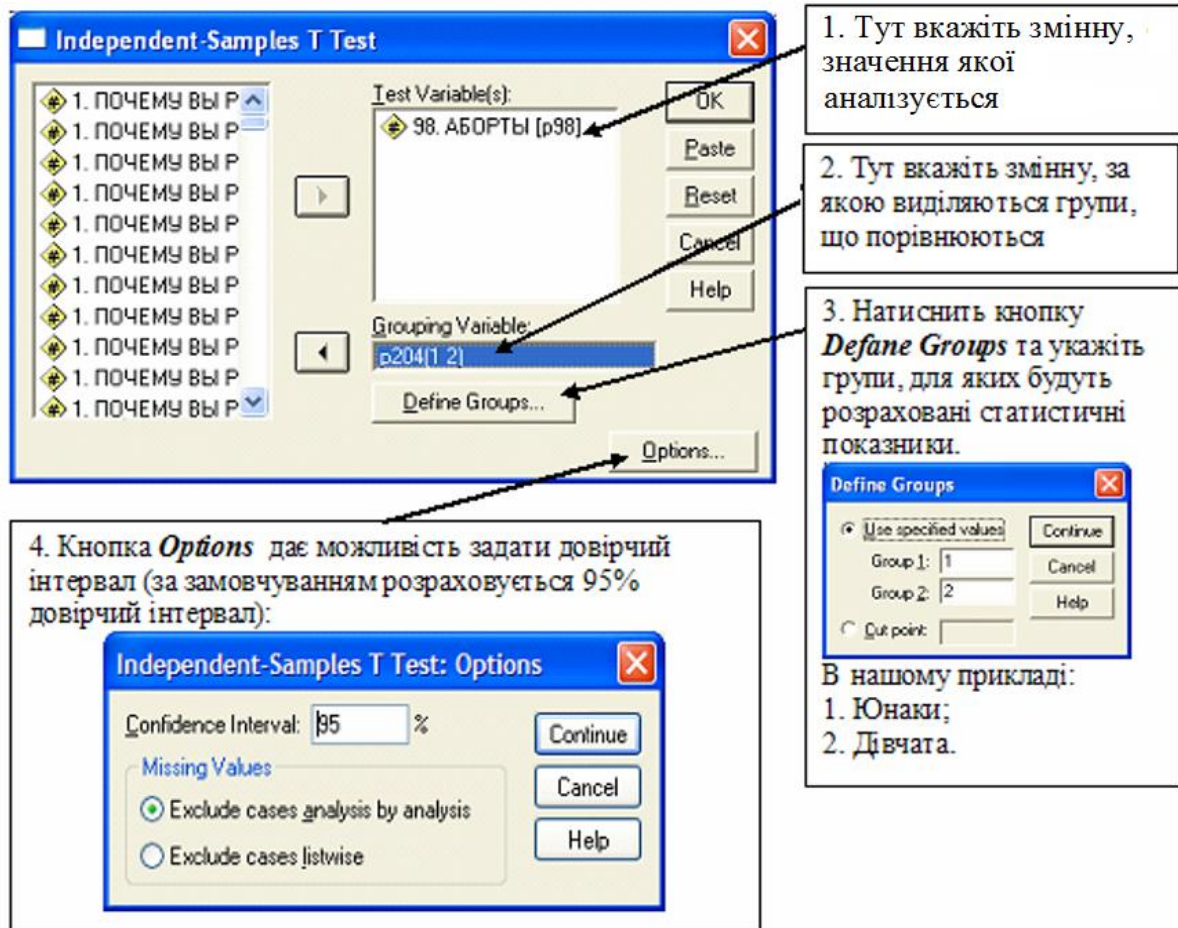 Independent-Samples T Test
1. ПОЧЕМУ ВЫ Р
1. ПОЧЕМУ ВЫ Р
1. ПОЧЕМУ ВЫ Р
1. ПОЧЕМУ ВЫ Р
1. ПОЧЕМУ ВЫ Р
1. ПОЧЕМУ ВЫ Р
1. ПОЧЕМУ ВЫ Р
1. ПОЧЕМУ ВЫ Р
1. ПОЧЕМУ ВЫ Р
1. ПОЧЕМУ ВЫ Р
1. ПОЧЕМУ ВЫ Р
Test Variable(s):
98. АБОРТЫ [p98]
Grouping Variable:
p204(1 2)
Define Groups...
OK
Paste
Reset
Cancel
Help
Options...
1. Тут вкажіть змінну,
значення якої
аналізується
2. Тут вкажіть змінну, за
якою виділяються групи,
що порівнюються
3. Натиснить кнопку
Defane Groups та укажіть
групи, для яких будуть
розраховані статистичні
показники.
Define Groups
Use specified values
Group 1: 1
Group 2: 2
Cut point:
Continue
Cancel
Help
В нашому прикладі:
1. Юнаки;
2. Дівчата.
4. Кнопка Options дає можливість задати довірчий
інтервал (за замовчуванням розраховується 95%
довірчий інтервал):
Independent-Samples T Test: Options
Confidence Interval: 95 %
Missing Values
Exclude cases analysis by analysis
Exclude cases listwise
Continue
Cancel
Help